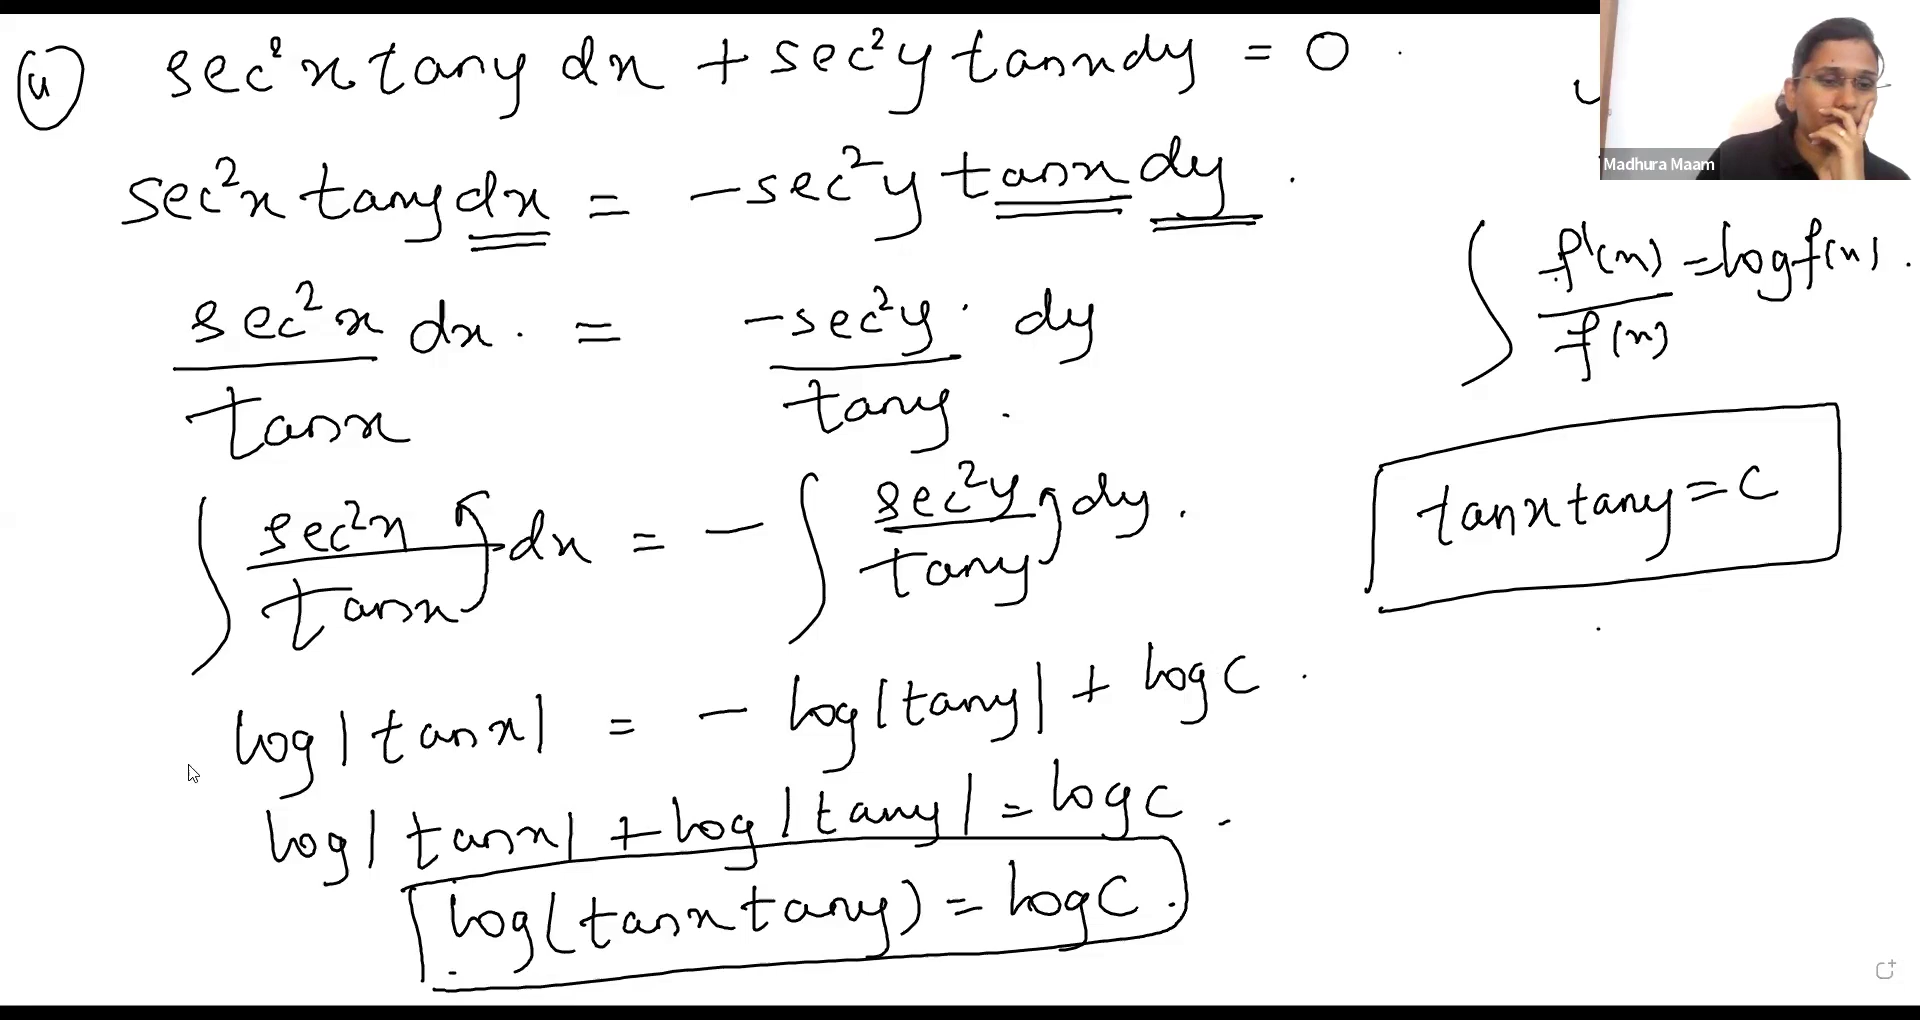 (ii) sec²x tany dx + sec²y tanx dy = 0
Madhura Maam
sec²x tany dx = -sec²y tanx dy
sec²x/tanx dx = -sec²y/tany dy
∫ f'(x)/f(x) = log f(x)
∫ sec²x/tanx dx = -∫ sec²y/tany dy
tanx tany = c
log|tanx| = - log|tany| + log c
log|tanx| + log|tany| = log c
log(tanx tany) = log c